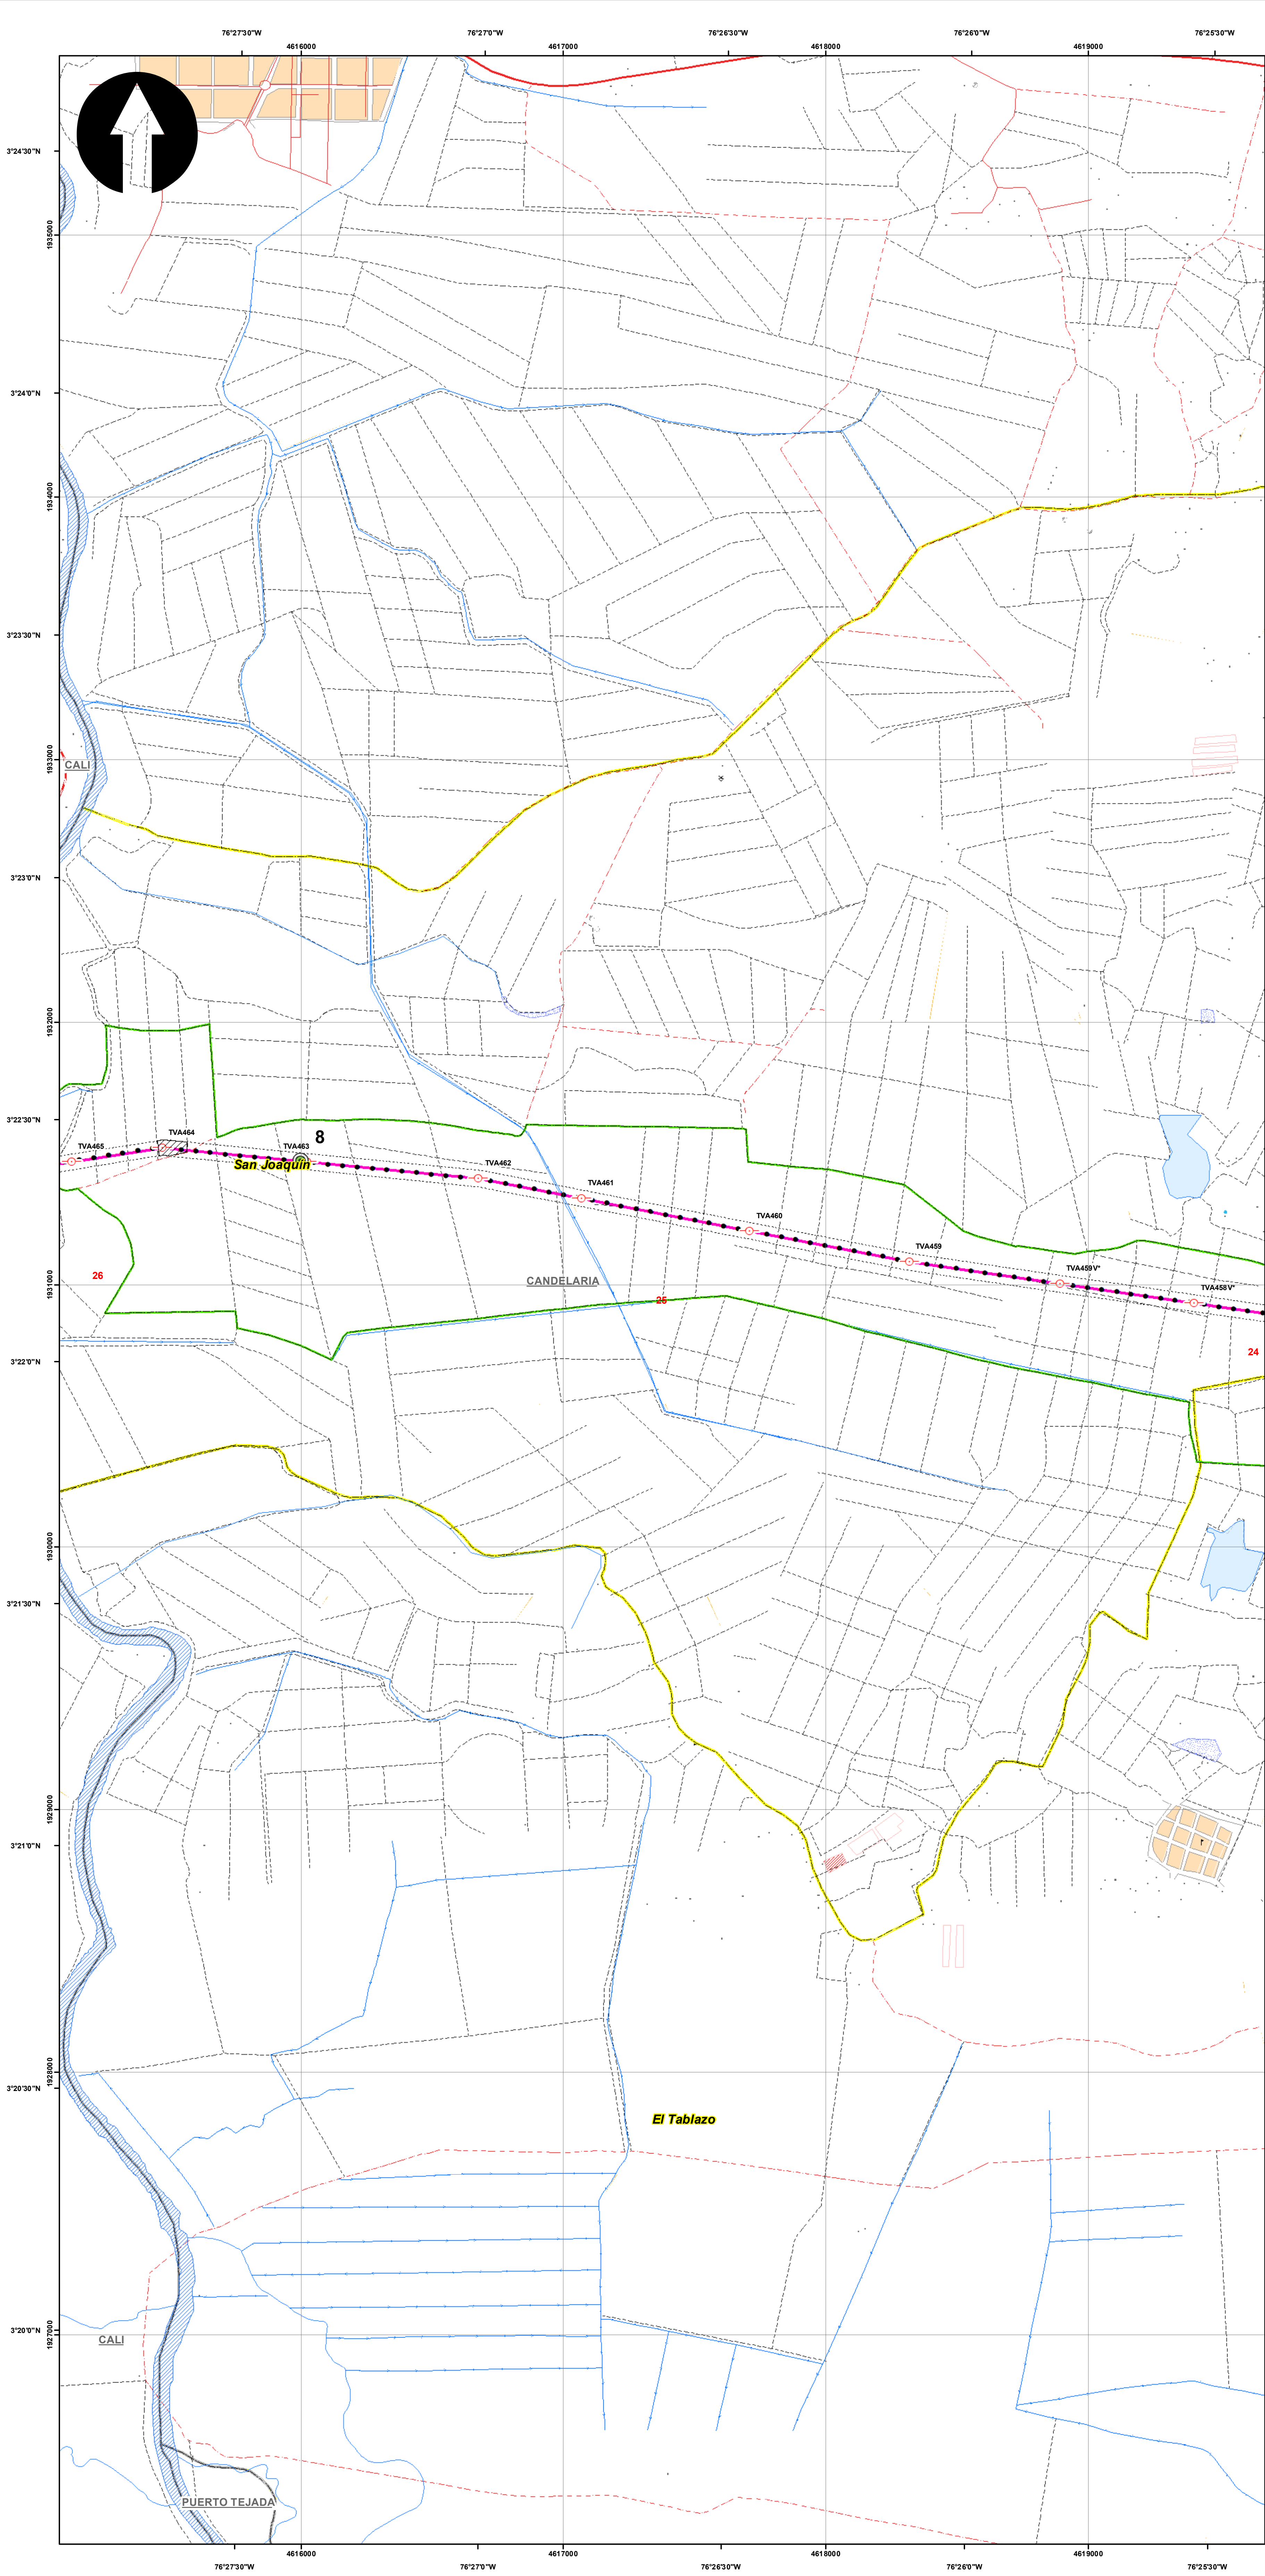 76°27'30"W 4616000 76°27'0"W 4617000 76°26'30"W 4618000 76°26'0"W 4619000 76°25'30"W
3°24'30"N
1935000
3°24'0"N
1934000
3°23'30"N
1933000
CALI
3°23'0"N
1932000
3°22'30"N
8
TVA465
TVA464
TVA463
San Joaquín
TVA462
TVA461
TVA460
TVA459
TVA459V*
TVA458V*
26
CANDELARIA
1931000
25
24
3°22'0"N
1930000
3°21'30"N
1929000
3°21'0"N
1928000
3°20'30"N
El Tablazo
1927000
3°20'0"N
CALI
PUERTO TEJADA
76°27'30"W 4616000 76°27'0"W 4617000 76°26'30"W 4618000 76°26'0"W 4619000 76°25'30"W